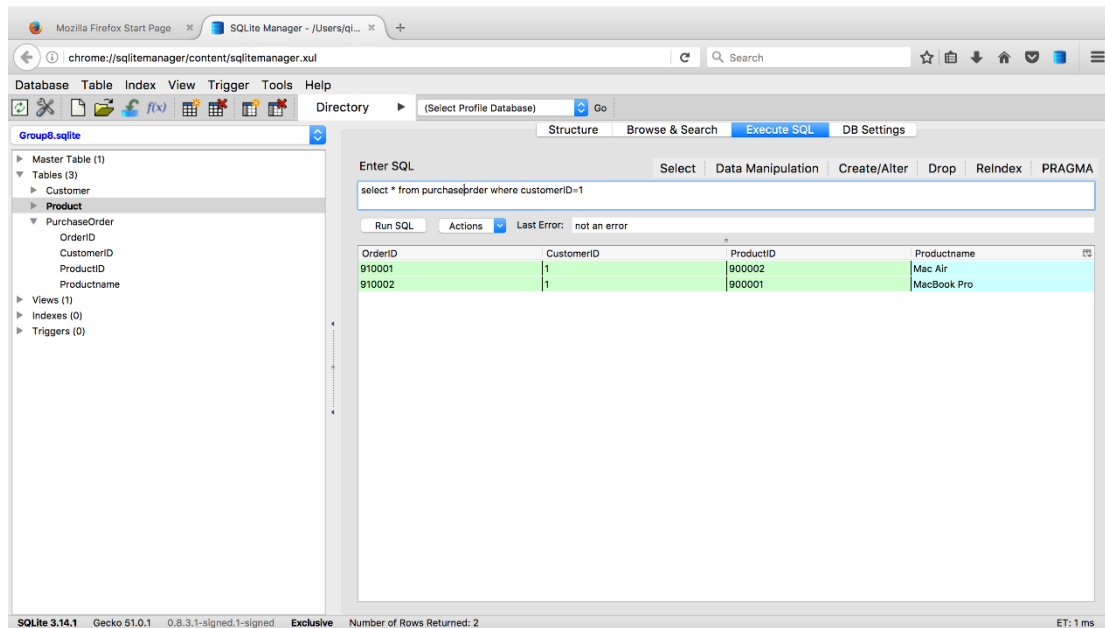 Mozilla Firefox Start Page × SQLite Manager - /Users/qi... × +
chrome://sqlitemanager/content/sqlitemanager.xul Search
Database Table Index View Trigger Tools Help
f(x) Directory (Select Profile Database) Go
Group8.sqlite
Structure Browse & Search Execute SQL DB Settings
Master Table (1)
Tables (3)
Customer
Product
PurchaseOrder
OrderID
CustomerID
ProductID
Productname
Views (1)
Indexes (0)
Triggers (0)
Enter SQL Select Data Manipulation Create/Alter Drop ReIndex PRAGMA
select * from purchaseorder where customerID=1
Run SQL Actions Last Error: not an error
OrderID CustomerID ProductID Productname
910001 1 900002 Mac Air
910002 1 900001 MacBook Pro
SQLite 3.14.1 Gecko 51.0.1 0.8.3.1-signed.1-signed Exclusive Number of Rows Returned: 2 ET: 1 ms